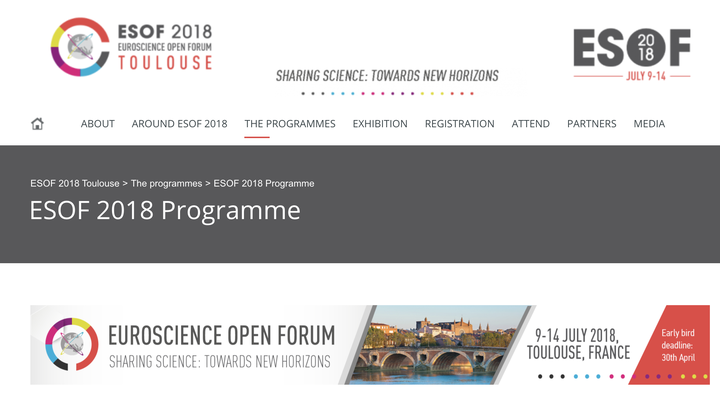 ESOF 2018
EUROSCIENCE OPEN FORUM
TOULOUSE
SHARING SCIENCE: TOWARDS NEW HORIZONS
ESOF
20
18
JULY 9-14
ABOUT AROUND ESOF 2018 THE PROGRAMMES EXHIBITION REGISTRATION ATTEND PARTNERS MEDIA
ESOF 2018 Toulouse > The programmes > ESOF 2018 Programme
ESOF 2018 Programme
EUROSCIENCE OPEN FORUM
SHARING SCIENCE: TOWARDS NEW HORIZONS
9-14 JULY 2018,
TOULOUSE, FRANCE
Early bird
deadline:
30th April